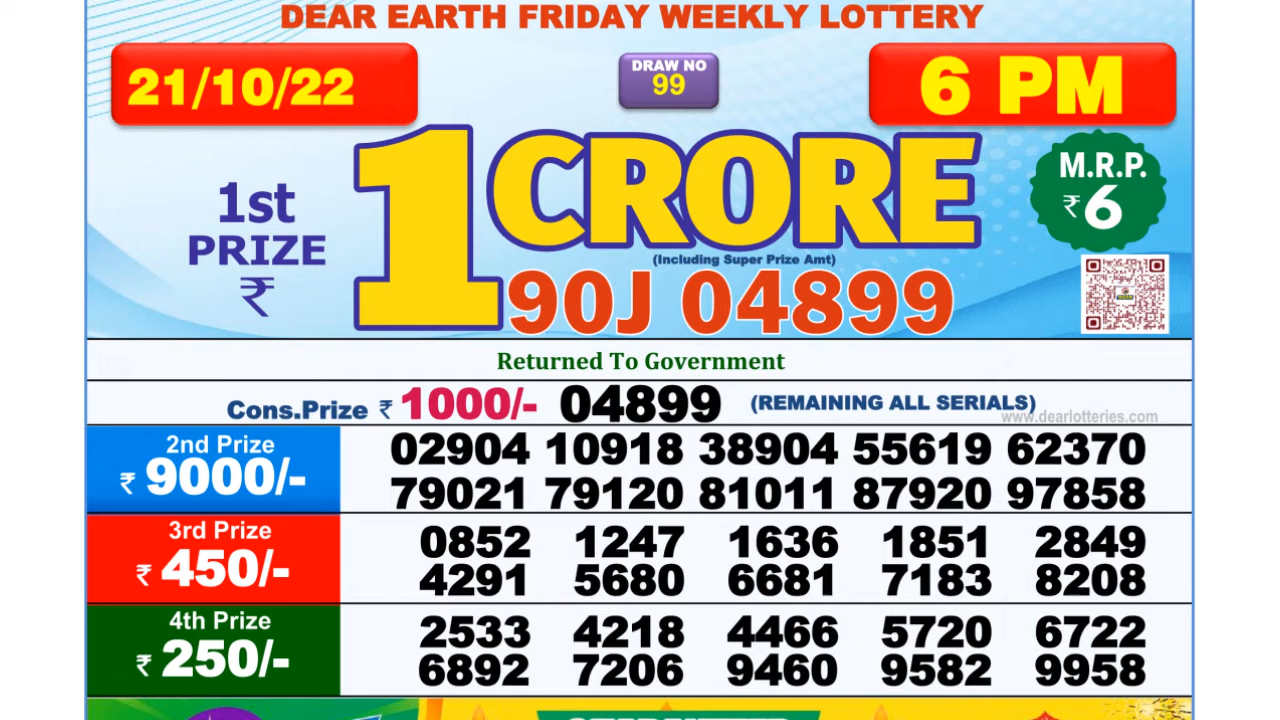 DEAR EARTH FRIDAY WEEKLY LOTTERY
21/10/22
DRAW NO
99
6 PM
1st
PRIZE
₹
1 CRORE
(Including Super Prize Amt)
90J 04899
M.R.P.
₹ 6
Returned To Government
Cons.Prize ₹ 1000/- 04899 (REMAINING ALL SERIALS)
www.dearlotteries.com
2nd Prize
₹ 9000/-
02904 10918 38904 55619 62370
79021 79120 81011 87920 97858
3rd Prize
₹ 450/-
0852 1247 1636 1851 2849
4291 5680 6681 7183 8208
4th Prize
₹ 250/-
2533 4218 4466 5720 6722
6892 7206 9460 9582 9958